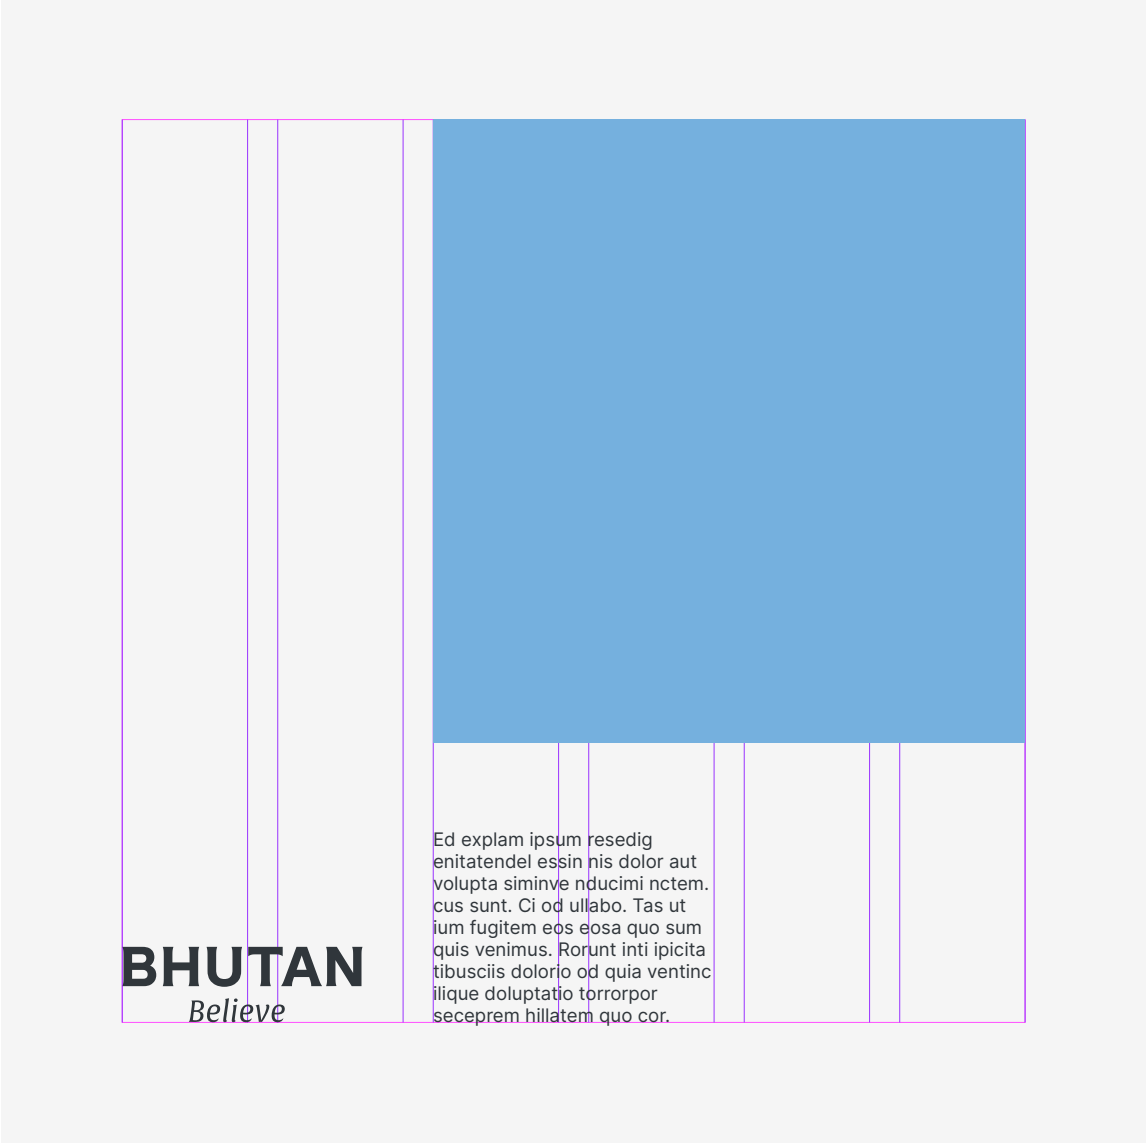 Ed explam ipsum resedig
enitatendel essin nis dolor aut
volupta siminve nducimi nctem.
cus sunt. Ci od ullabo. Tas ut
ium fugitem eos eosa quo sum
quis venimus. Rorunt inti ipicita
tibusciis dolorio od quia ventinc
ilique doluptatio torrorpor
seceprem hillatem quo cor.
BHUTAN
Believe